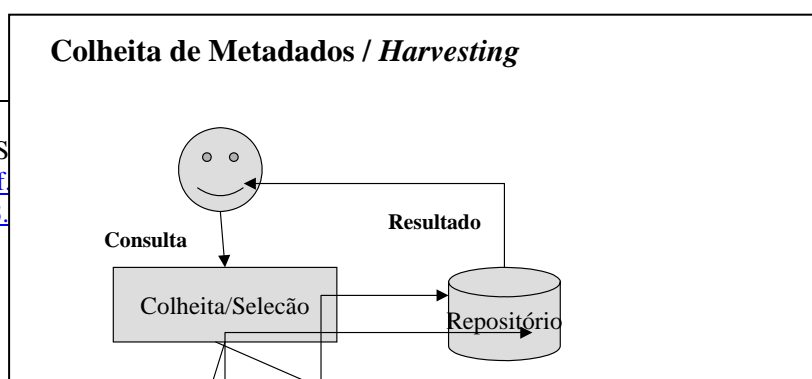 Colheita de Metadados / Harvesting
S
f.
Resultado
Consulta
Colheita/Selecão
Repositório